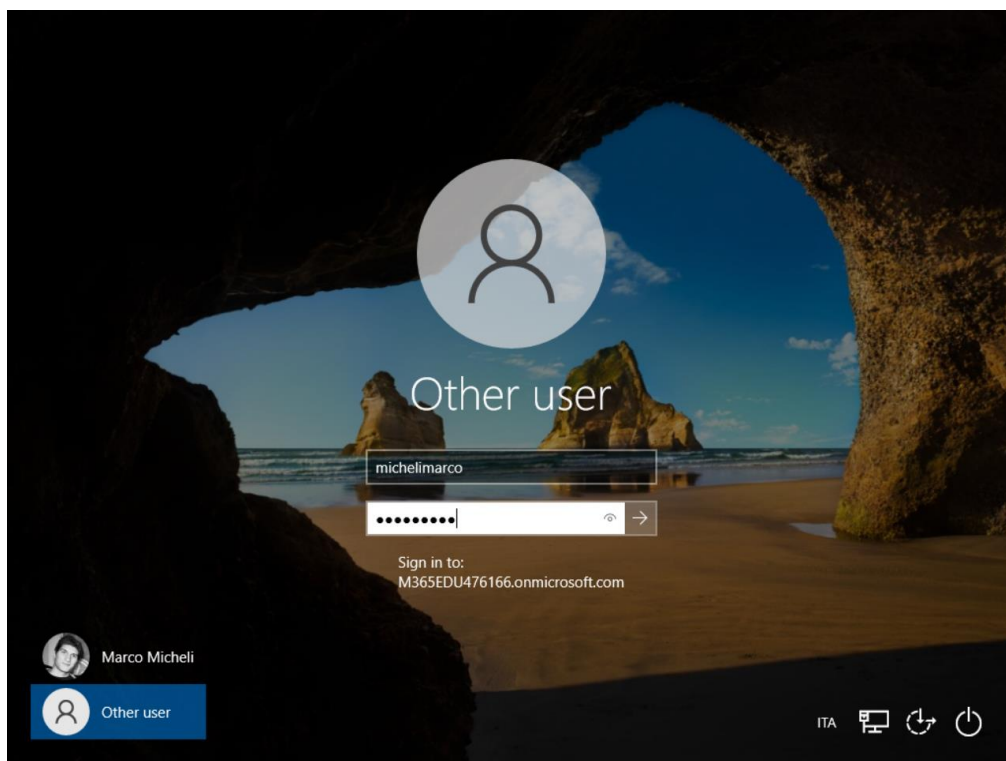 Other user
michelimarco
Sign in to:
M365EDU476166.onmicrosoft.com
Marco Micheli
Other user
ITA